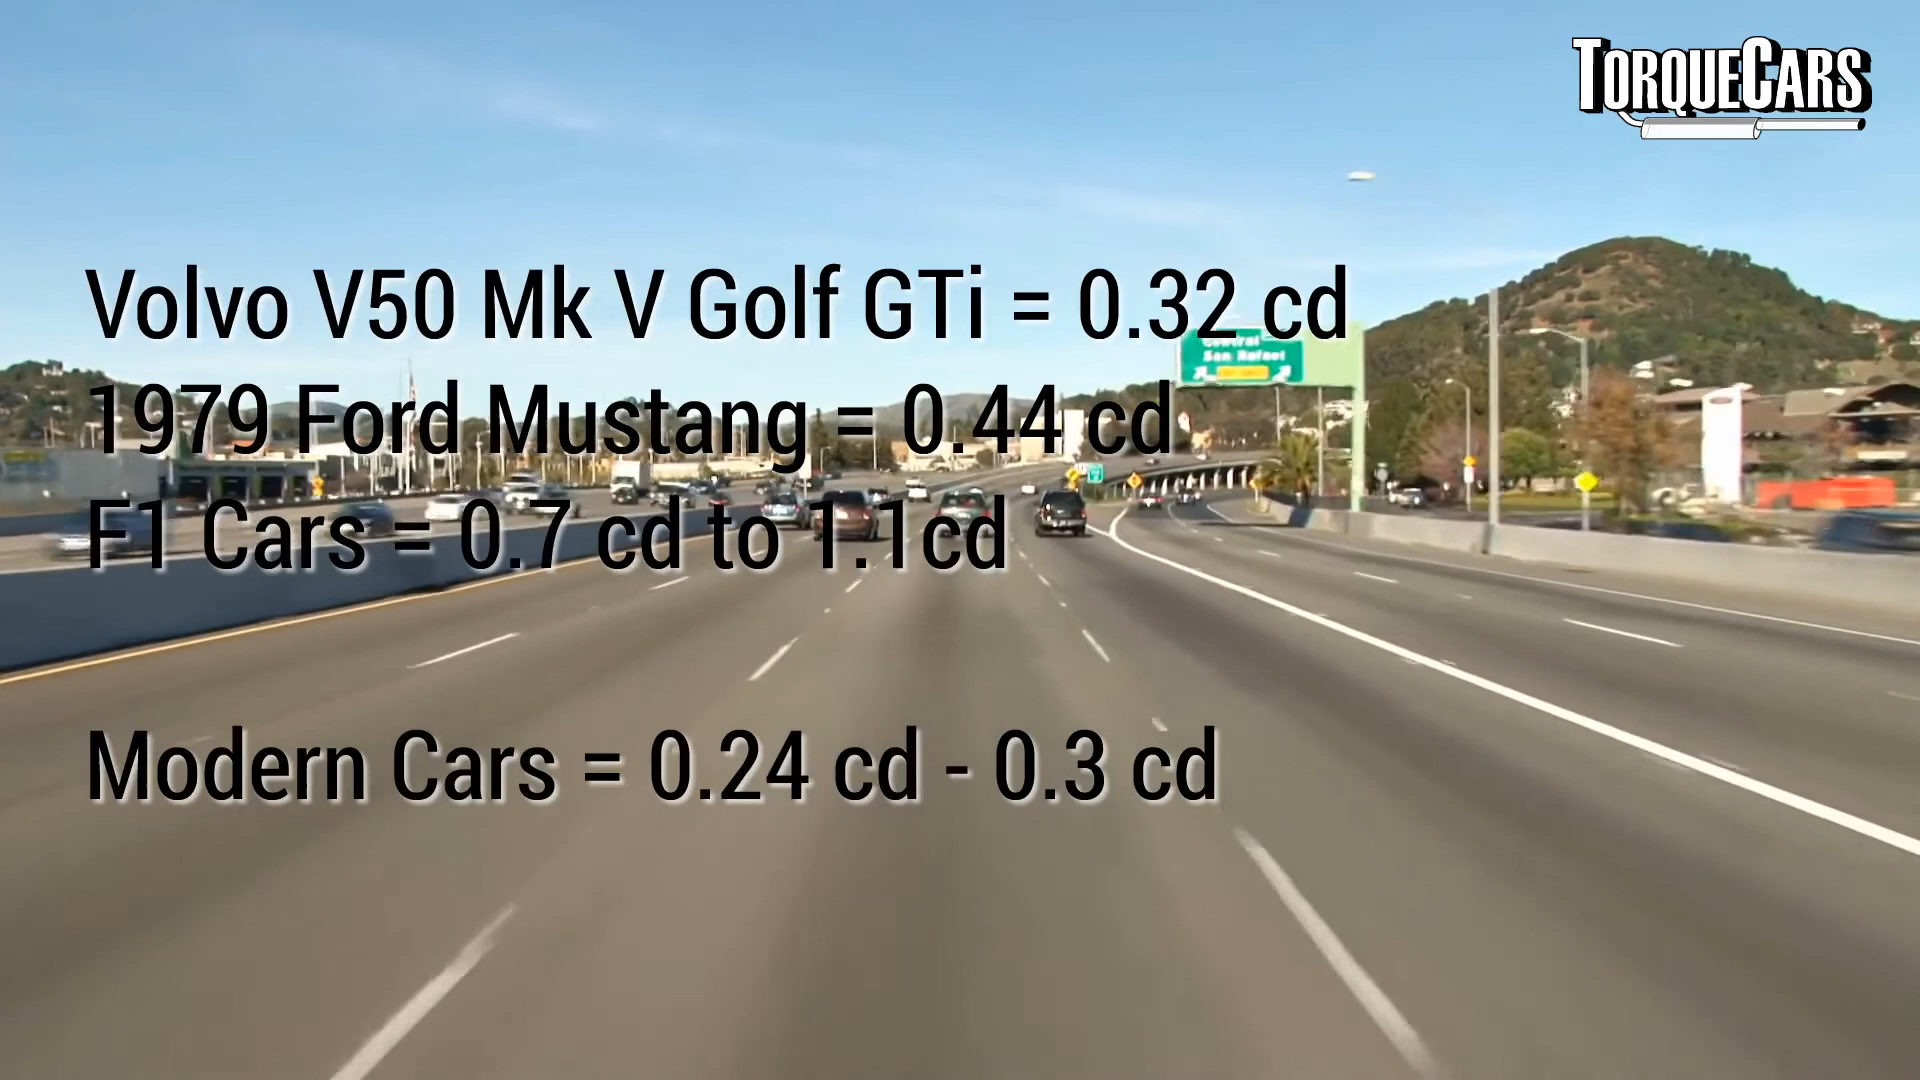 TORQUECARS
Volvo V50 Mk V Golf GTi = 0.32 cd
Central
San Rafael
1979 Ford Mustang = 0.44 cd
F1 Cars = 0.7 cd to 1.1cd
Modern Cars = 0.24 cd - 0.3 cd